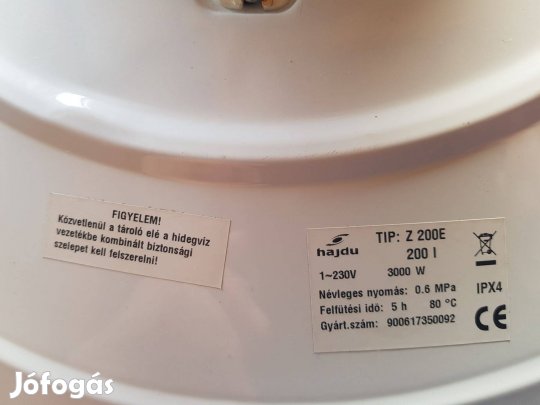 FIGYELEM!
Közvetlenül a tároló elé a hidegvíz
vezetékbe kombinált biztonsági
szelepet kell felszerelni!
hajdu
TIP: Z 200E
200 l
1~230V 3000 W
Névleges nyomás: 0.6 MPa
Felfűtési idő: 5 h 80 °C
Gyárt.szám: 900617350092
IPX4
CE
Jófogás